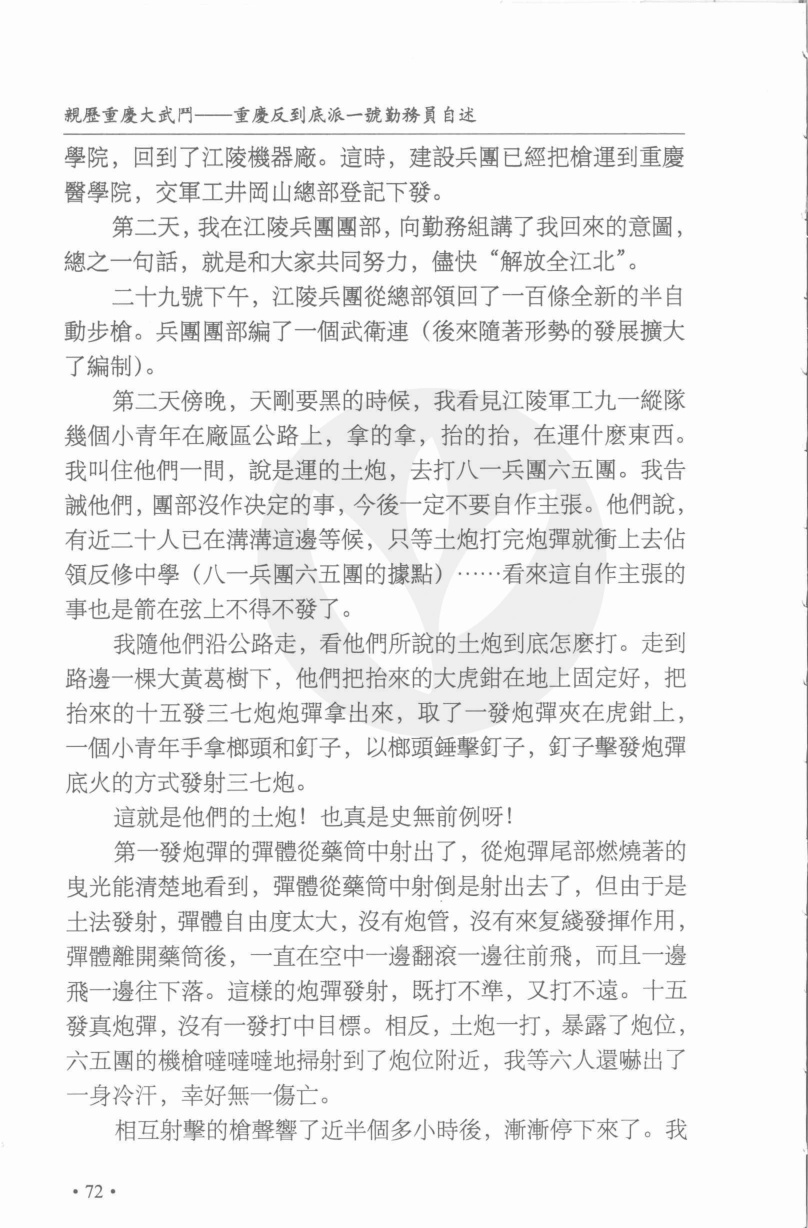 親歷重慶大武鬥——重慶反到底派一號勤務員自述
學院，回到了江陵機器廠。這時，建設兵團已經把槍運到重慶
醫學院，交軍工井岡山總部登記下發。
第二天，我在江陵兵團團部，向勤務組講了我回來的意圖，
總之一句話，就是和大家共同努力，儘快“解放全江北”。
二十九號下午，江陵兵團從總部領回了一百條全新的半自
動步槍。兵團團部編了一個武衛連（後來隨著形勢的發展擴大
了編制）。
第二天傍晚，天剛要黑的時候，我看見江陵軍工九一縱隊
幾個小青年在廠區公路上，拿的拿，抬的抬，在運什麼東西。
我叫住他們一問，說是運的土炮，去打八一兵團六五團。我告
誡他們，團部沒作决定的事，今後一定不要自作主張。他們說，
有近二十人已在溝溝這邊等候，只等土炮打完炮彈就衝上去佔
領反修中學（八一兵團六五團的據點）……看來這自作主張的
事也是箭在弦上不得不發了。
我隨他們沿公路走，看他們所說的土炮到底怎麼打。走到
路邊一棵大黃葛樹下，他們把抬來的大虎鉗在地上固定好，把
抬來的十五發三七炮炮彈拿出來，取了一發炮彈夾在虎鉗上，
一個小青年手拿榔頭和釘子，以榔頭錘擊釘子，釘子擊發炮彈
底火的方式發射三七炮。
這就是他們的土炮！也真是史無前例呀！
第一發炮彈的彈體從藥筒中射出了，從炮彈尾部燃燒著的
曳光能清楚地看到，彈體從藥筒中射倒是射出去了，但由于是
土法發射，彈體自由度太大，沒有炮管，沒有來复綫發揮作用，
彈體離開藥筒後，一直在空中一邊翻滾一邊往前飛，而且一邊
飛一邊往下落。這樣的炮彈發射，既打不準，又打不遠。十五
發真炮彈，沒有一發打中目標。相反，土炮一打，暴露了炮位，
六五團的機槍噠噠噠地掃射到了炮位附近，我等六人還嚇出了
一身冷汗，幸好無一傷亡。
相互射擊的槍聲響了近半個多小時後，漸漸停下來了。我
·72·